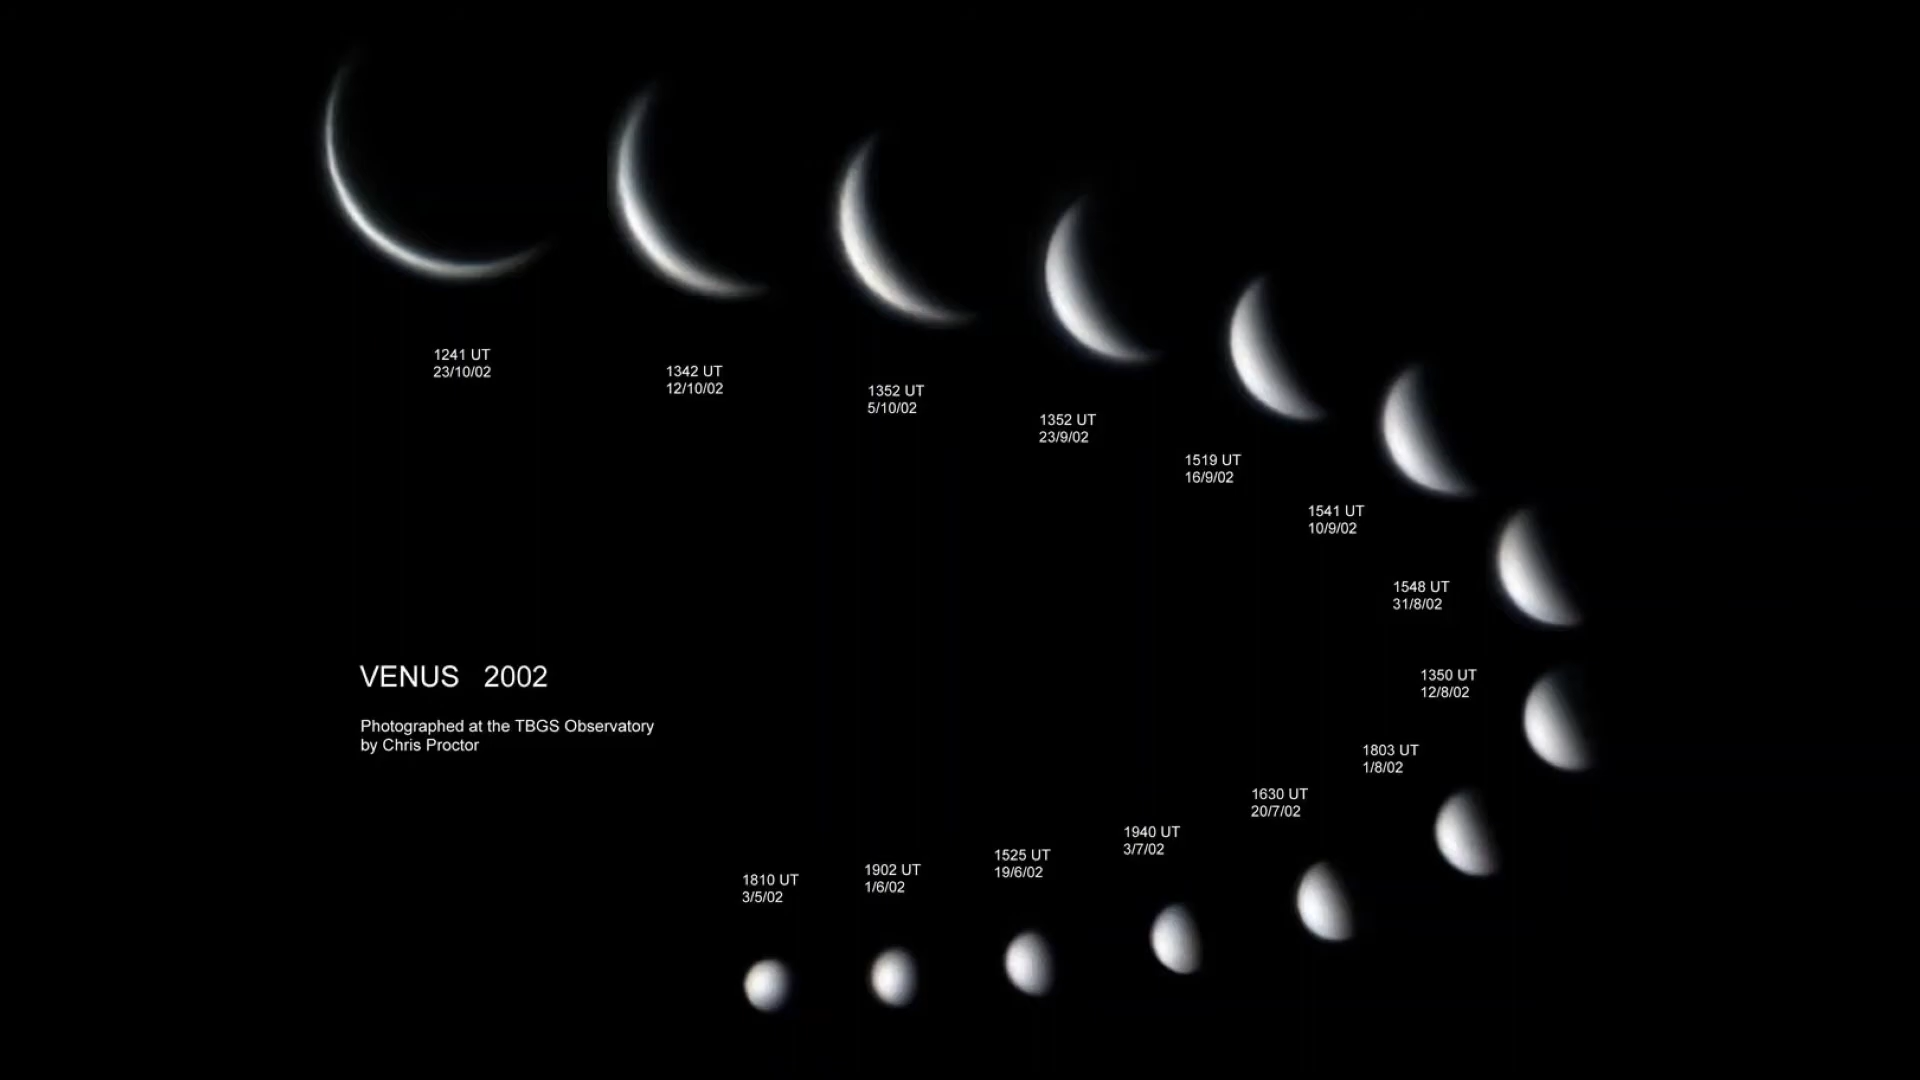 1241 UT
23/10/02
1342 UT
12/10/02
1352 UT
5/10/02
1352 UT
23/9/02
1519 UT
16/9/02
1541 UT
10/9/02
1548 UT
31/8/02
1350 UT
12/8/02
1803 UT
1/8/02
1630 UT
20/7/02
1940 UT
3/7/02
1525 UT
19/6/02
1902 UT
1/6/02
1810 UT
3/5/02
VENUS 2002
Photographed at the TBGS Observatory
by Chris Proctor